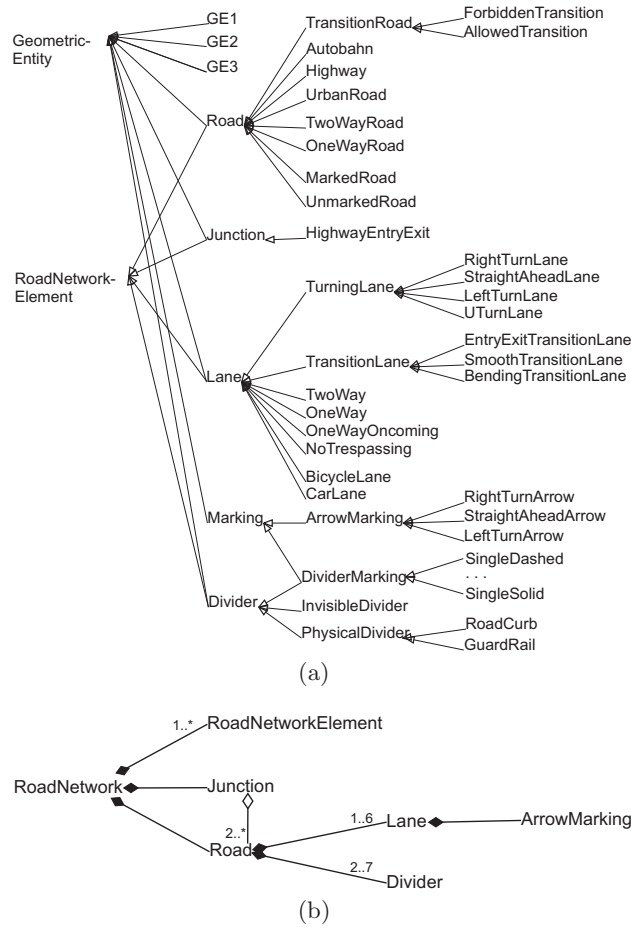 Geometric-
Entity
GE1
GE2
GE3
RoadNetwork-
Element
Road
TransitionRoad
ForbiddenTransition
AllowedTransition
Autobahn
Highway
UrbanRoad
TwoWayRoad
OneWayRoad
MarkedRoad
UnmarkedRoad
Junction
HighwayEntryExit
Lane
TurningLane
RightTurnLane
StraightAheadLane
LeftTurnLane
UTurnLane
TransitionLane
EntryExitTransitionLane
SmoothTransitionLane
BendingTransitionLane
TwoWay
OneWay
OneWayOncoming
NoTrespassing
BicycleLane
CarLane
Marking
ArrowMarking
RightTurnArrow
StraightAheadArrow
LeftTurnArrow
DividerMarking
SingleDashed
. . .
SingleSolid
Divider
InvisibleDivider
PhysicalDivider
RoadCurb
GuardRail
(a)
1..*
RoadNetworkElement
RoadNetwork
Junction
2..*
Road
1..6
Lane
ArrowMarking
2..7
Divider
(b)